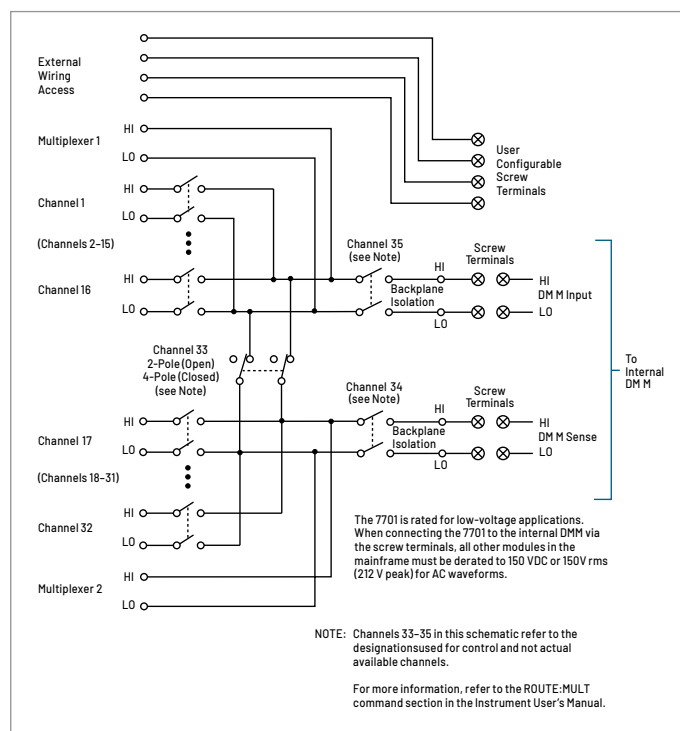 External
Wiring
Access
Multiplexer 1
HI
LO
User
Configurable
Screw
Terminals
Channel 1
HI
LO
(Channels 2–15)
Channel 16
HI
LO
Channel 35
(see Note)
Backplane
Isolation
HI
LO
Screw
Terminals
HI
DM M Input
LO
To
Internal
DM M
Channel 33
2-Pole (Open)
4-Pole (Closed)
(see Note)
Channel 34
(see Note)
Backplane
Isolation
HI
LO
Screw
Terminals
HI
DM M Sense
LO
Channel 17
HI
LO
(Channels 18–31)
Channel 32
HI
LO
Multiplexer 2
HI
LO
The 7701 is rated for low-voltage applications.
When connecting the 7701 to the internal DMM via
the screw terminals, all other modules in the
mainframe must be derated to 150 VDC or 150V rms
(212 V peak) for AC waveforms.
NOTE: Channels 33–35 in this schematic refer to the
designationsused for control and not actual
available channels.
For more information, refer to the ROUTE:MULT
command section in the Instrument User's Manual.